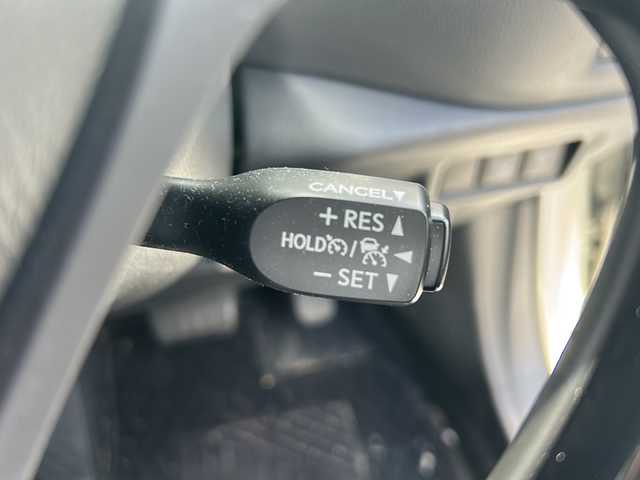 CANCEL▼
+ RES ▲
HOLD / ◀
− SET ▼